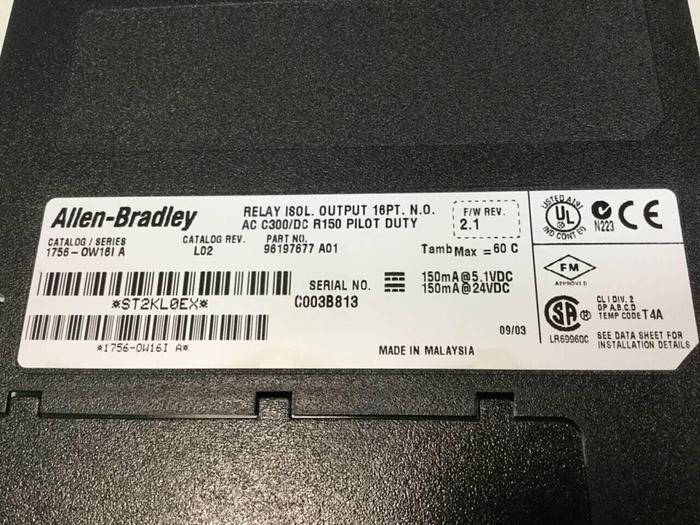 Allen-Bradley
RELAY ISOL. OUTPUT 16PT. N.O.
AC C300/DC R150 PILOT DUTY
F/W REV.
2.1
CATALOG / SERIES
1756-OW16I A
CATALOG REV.
L02
PART NO.
96197677 A01
Tamb Max = 60 C
SERIAL NO.
C003B813
150mA@5.1VDC
150mA@24VDC
*ST2KL0EX*
*1756-OW16I A*
09/03
MADE IN MALAYSIA
LISTED A196
UL
IND CONT EQ
N223
CE
FM
APPROVED
SA
LR69960C
CL I DIV. 2
GP A,B,C,D
TEMP CODE T4A
SEE DATA SHEET FOR
INSTALLATION DETAILS